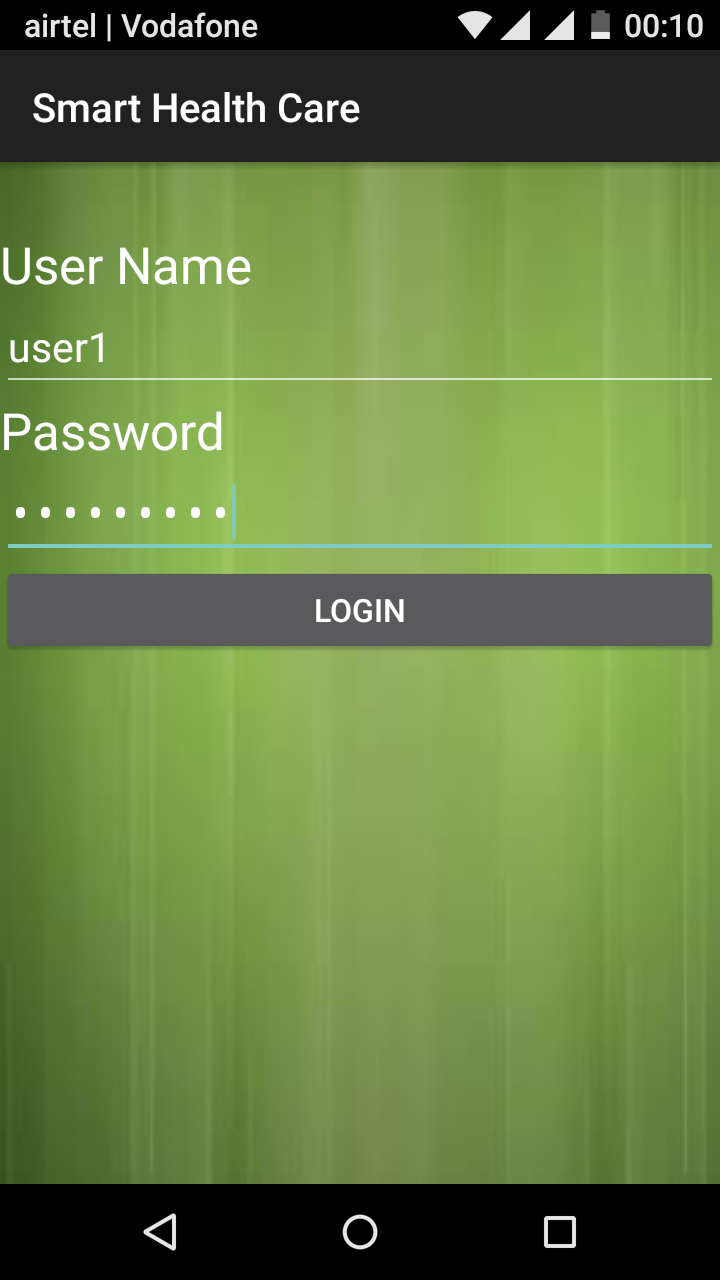 airtel | Vodafone 00:10
Smart Health Care
User Name
user1
Password
•••••••••
LOGIN